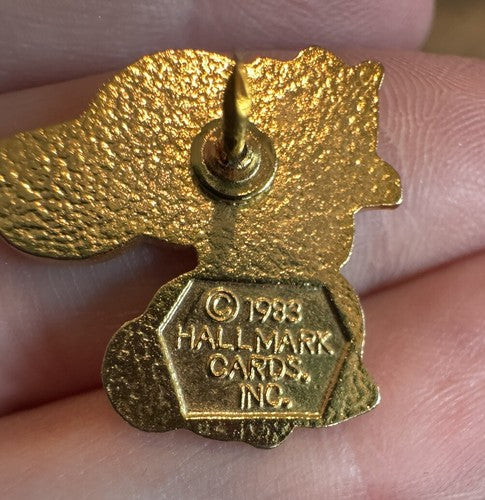 © 1983
HALLMARK
CARDS,
INC.